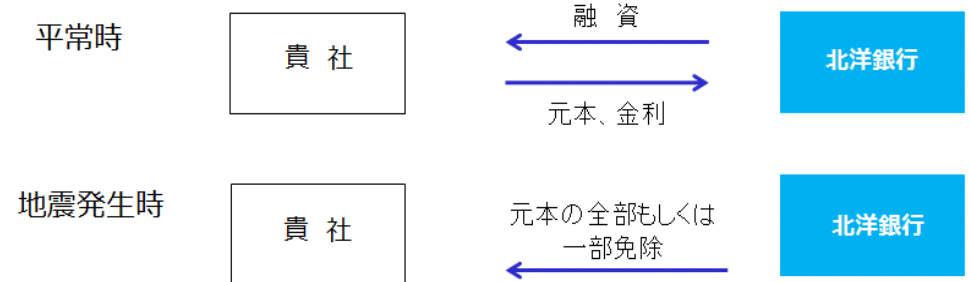 平常時
貴 社
融 資
元本、金利
北洋銀行
地震発生時
貴 社
元本の全部もしくは
一部免除
北洋銀行